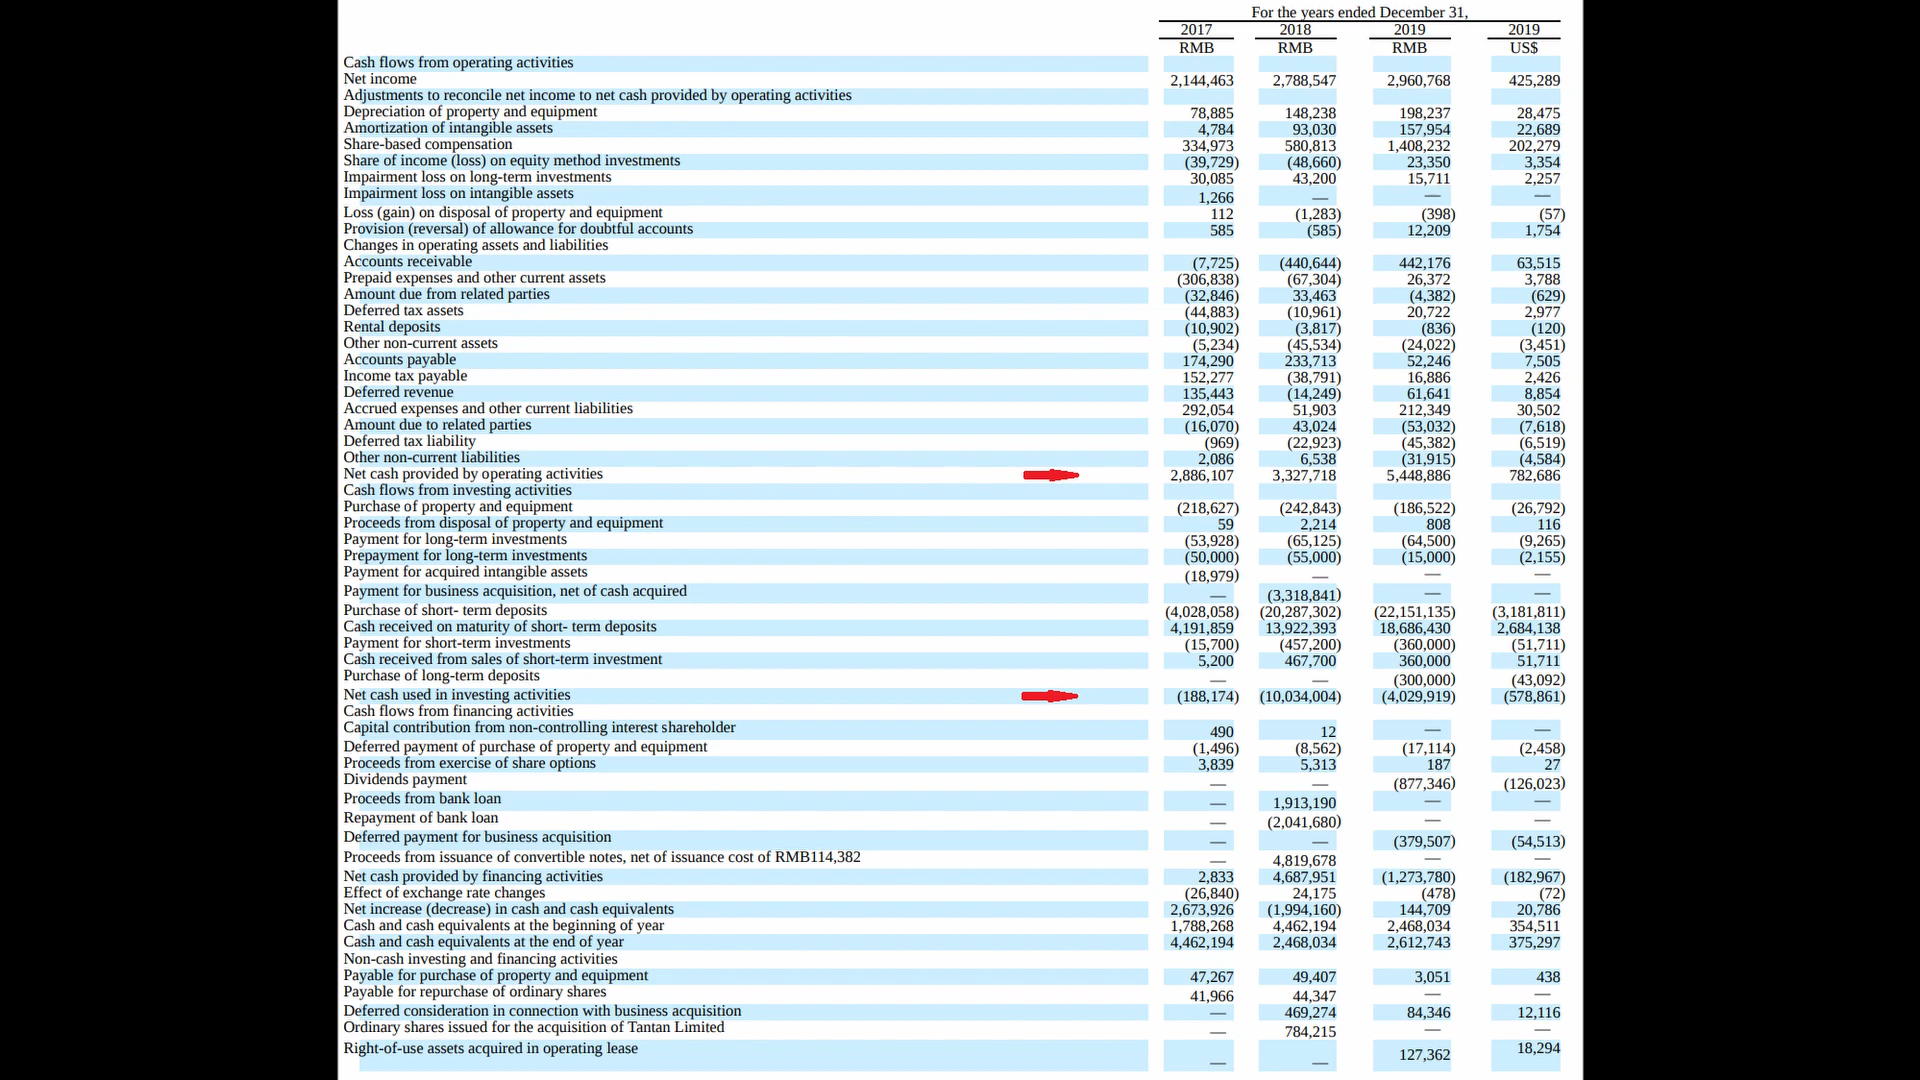 For the years ended December 31,
2017 2018 2019 2019
RMB RMB RMB US$
Cash flows from operating activities
Net income 2,144,463 2,788,547 2,960,768 425,289
Adjustments to reconcile net income to net cash provided by operating activities
Depreciation of property and equipment 78,885 148,238 198,237 28,475
Amortization of intangible assets 4,784 93,030 157,954 22,689
Share-based compensation 334,973 580,813 1,408,232 202,279
Share of income (loss) on equity method investments (39,729) (48,660) 23,350 3,354
Impairment loss on long-term investments 30,085 43,200 15,711 2,257
Impairment loss on intangible assets 1,266 — — —
Loss (gain) on disposal of property and equipment 112 (1,283) (398) (57)
Provision (reversal) of allowance for doubtful accounts 585 (585) 12,209 1,754
Changes in operating assets and liabilities
Accounts receivable (7,725) (440,644) 442,176 63,515
Prepaid expenses and other current assets (306,838) (67,304) 26,372 3,788
Amount due from related parties (32,846) 33,463 (4,382) (629)
Deferred tax assets (44,883) (10,961) 20,722 2,977
Rental deposits (10,902) (3,817) (836) (120)
Other non-current assets (5,234) (45,534) (24,022) (3,451)
Accounts payable 174,290 233,713 52,246 7,505
Income tax payable 152,277 (38,791) 16,886 2,426
Deferred revenue 135,443 (14,249) 61,641 8,854
Accrued expenses and other current liabilities 292,054 51,903 212,349 30,502
Amount due to related parties (16,070) 43,024 (53,032) (7,618)
Deferred tax liability (969) (22,923) (45,382) (6,519)
Other non-current liabilities 2,086 6,538 (31,915) (4,584)
Net cash provided by operating activities 2,886,107 3,327,718 5,448,886 782,686
Cash flows from investing activities
Purchase of property and equipment (218,627) (242,843) (186,522) (26,792)
Proceeds from disposal of property and equipment 59 2,214 808 116
Payment for long-term investments (53,928) (65,125) (64,500) (9,265)
Prepayment for long-term investments (50,000) (55,000) (15,000) (2,155)
Payment for acquired intangible assets (18,979) — — —
Payment for business acquisition, net of cash acquired — (3,318,841) — —
Purchase of short- term deposits (4,028,058) (20,287,302) (22,151,135) (3,181,811)
Cash received on maturity of short- term deposits 4,191,859 13,922,393 18,686,430 2,684,138
Payment for short-term investments (15,700) (457,200) (360,000) (51,711)
Cash received from sales of short-term investment 5,200 467,700 360,000 51,711
Purchase of long-term deposits — — (300,000) (43,092)
Net cash used in investing activities (188,174) (10,034,004) (4,029,919) (578,861)
Cash flows from financing activities
Capital contribution from non-controlling interest shareholder 490 12 — —
Deferred payment of purchase of property and equipment (1,496) (8,562) (17,114) (2,458)
Proceeds from exercise of share options 3,839 5,313 187 27
Dividends payment — — (877,346) (126,023)
Proceeds from bank loan — 1,913,190 — —
Repayment of bank loan — (2,041,680) — —
Deferred payment for business acquisition — — (379,507) (54,513)
Proceeds from issuance of convertible notes, net of issuance cost of RMB114,382 — 4,819,678 — —
Net cash provided by financing activities 2,833 4,687,951 (1,273,780) (182,967)
Effect of exchange rate changes (26,840) 24,175 (478) (72)
Net increase (decrease) in cash and cash equivalents 2,673,926 (1,994,160) 144,709 20,786
Cash and cash equivalents at the beginning of year 1,788,268 4,462,194 2,468,034 354,511
Cash and cash equivalents at the end of year 4,462,194 2,468,034 2,612,743 375,297
Non-cash investing and financing activities
Payable for purchase of property and equipment 47,267 49,407 3,051 438
Payable for repurchase of ordinary shares 41,966 44,347 — —
Deferred consideration in connection with business acquisition — 469,274 84,346 12,116
Ordinary shares issued for the acquisition of Tantan Limited — 784,215 — —
Right-of-use assets acquired in operating lease — — 127,362 18,294